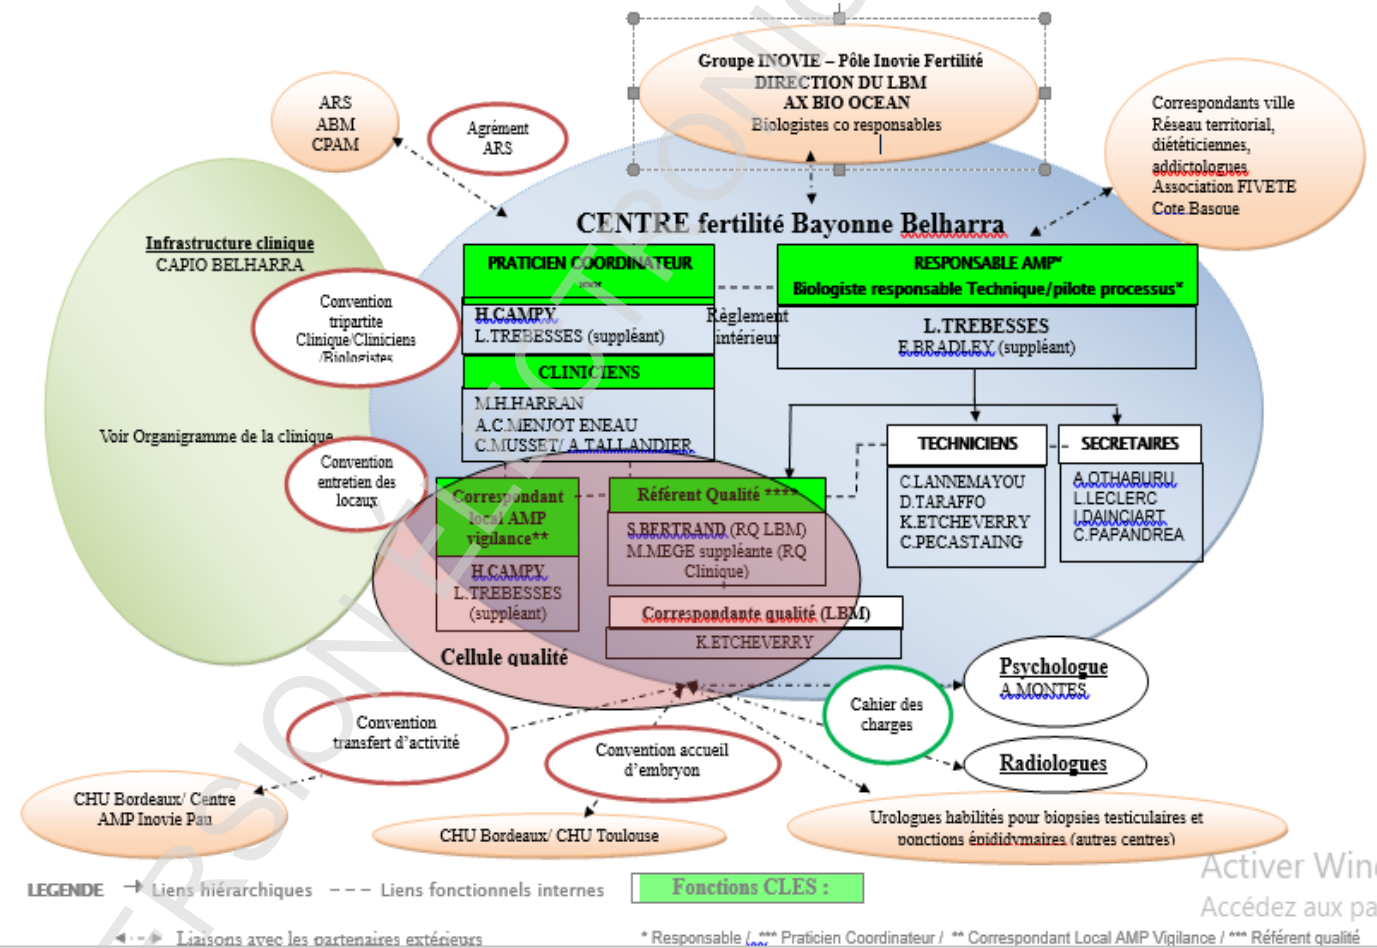 Groupe INOVIE – Pôle Inovie Fertilité
DIRECTION DU LBM
AX BIO OCEAN
Biologistes co responsables
ARS
ABM
CPAM
Agrément
ARS
Correspondants ville
Réseau territorial,
diététiciennes,
addictologues
Association FIVETE
Cote Basque
CENTRE fertilité Bayonne Belharra
Infrastructure clinique
CAPIO BELHARRA
Voir Organigramme de la clinique
Convention
tripartite
Clinique/Cliniciens
/Biologistes
Convention
entretien des
locaux
PRATICIEN COORDINATEUR
***
H.CAMPY
L.TREBESSES (suppléant)
Règlement
intérieur
RESPONSABLE AMP*
Biologiste responsable Technique/pilote processus*
L.TREBESSES
E.BRADLEY (suppléant)
CLINICIENS
M.H.HARRAN
A.C.MENJOT ENEAU
C.MUSSET/ A.TALLANDIER
TECHNICIENS
C.LANNEMAYOU
D.TARAFFO
K.ETCHEVERRY
C.PECASTAING
SECRETAIRES
A.OTHABURU
L.LECLERC
I.DAINCIART
C.PAPANDREA
Correspondant
local AMP
vigilance**
H.CAMPY
L.TREBESSES
(suppléant)
Référent Qualité ****
S.BERTRAND (RQ LBM)
M.MEGE suppléante (RQ
Clinique)
Correspondante qualité (LBM)
K.ETCHEVERRY
Cellule qualité
Psychologue
A.MONTES
Cahier des
charges
Radiologues
Convention
transfert d'activité
Convention accueil
d'embryon
CHU Bordeaux/ Centre
AMP Inovie Pau
CHU Bordeaux/ CHU Toulouse
Urologues habilités pour biopsies testiculaires et
ponctions épididymaires (autres centres)
LEGENDE Liens hiérarchiques Liens fonctionnels internes Fonctions CLES :
Liaisons avec les partenaires extérieurs
* Responsable /, *** Praticien Coordinateur / ** Correspondant Local AMP Vigilance / *** Référent qualité
Activer Win
Accédez aux pa
ERSION ÉLECTRONIQ